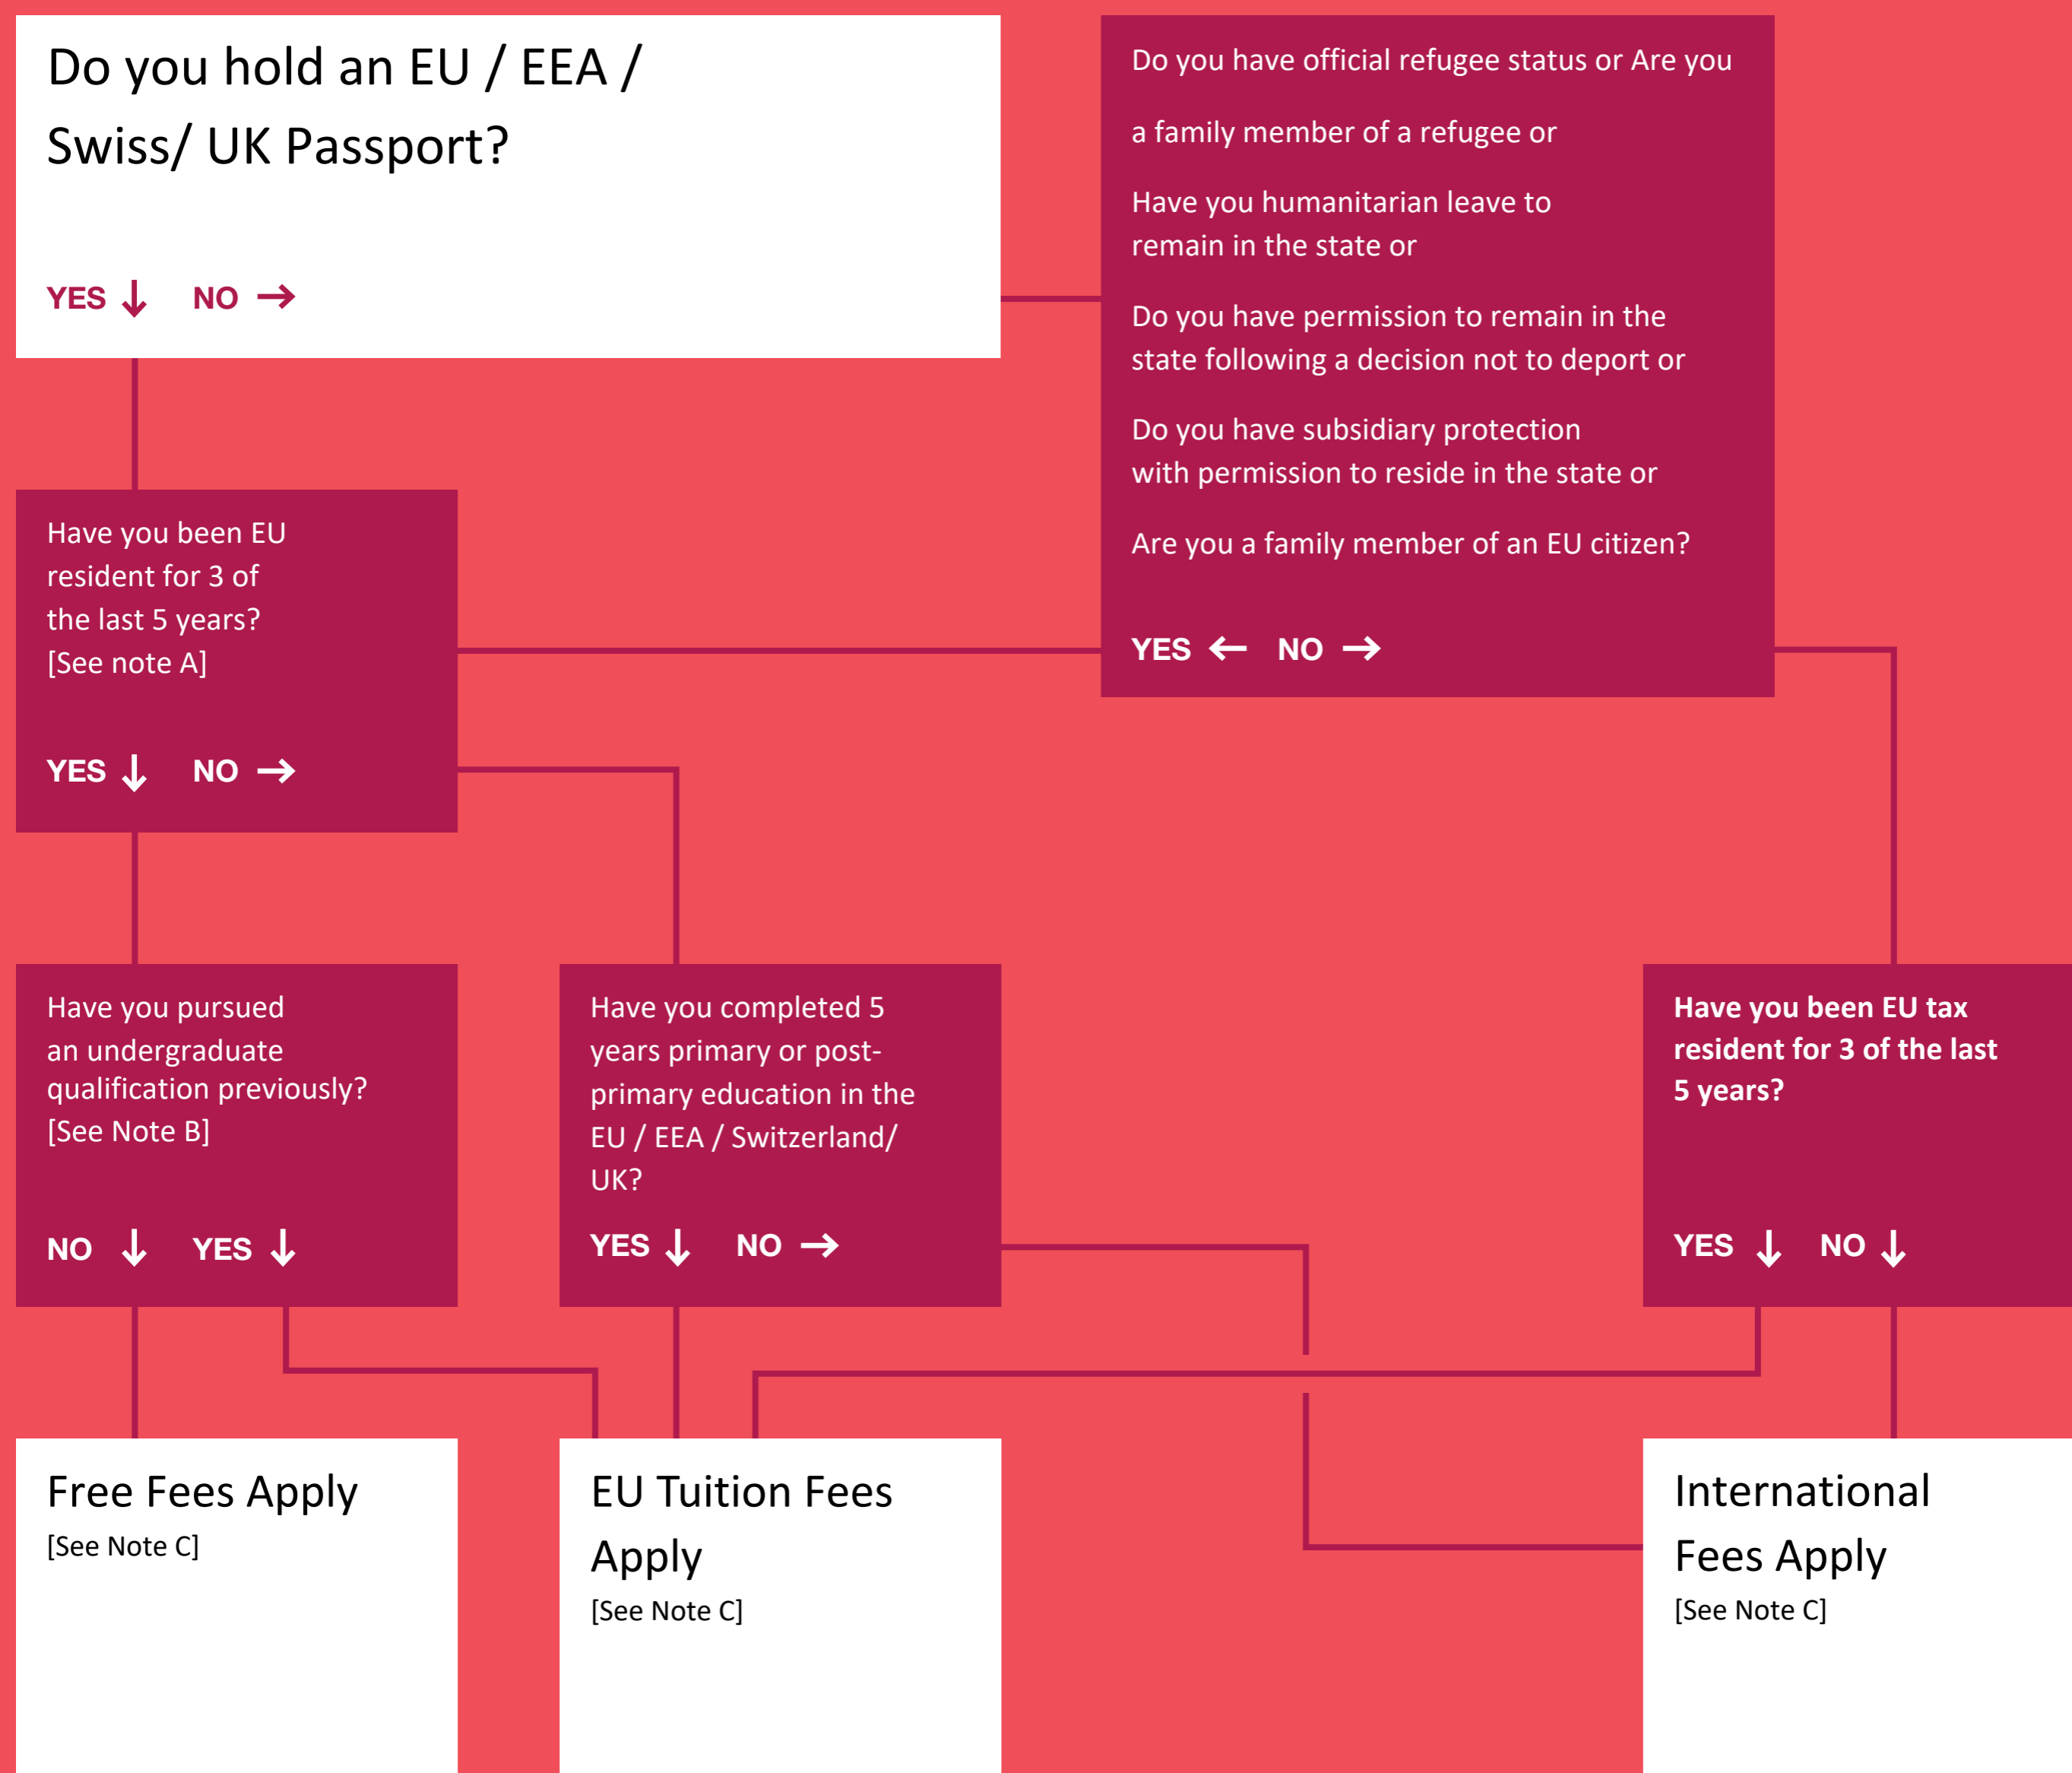 Do you hold an EU / EEA /
Swiss/ UK Passport?
YES ↓ NO →
Do you have official refugee status or Are you
a family member of a refugee or
Have you humanitarian leave to
remain in the state or
Do you have permission to remain in the
state following a decision not to deport or
Do you have subsidiary protection
with permission to reside in the state or
Are you a family member of an EU citizen?
YES ← NO →
Have you been EU
resident for 3 of
the last 5 years?
[See note A]
YES ↓ NO →
Have you pursued
an undergraduate
qualification previously?
[See Note B]
NO ↓ YES ↓
Have you completed 5
years primary or post-
primary education in the
EU / EEA / Switzerland/
UK?
YES ↓ NO →
Have you been EU tax
resident for 3 of the last
5 years?
YES ↓ NO ↓
Free Fees Apply
[See Note C]
EU Tuition Fees
Apply
[See Note C]
International
Fees Apply
[See Note C]